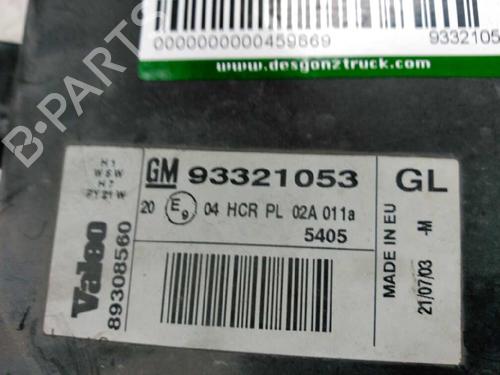 0000000000459869
9332105
www.desgonztruck.com
B-PARTS
H1
W5W
H7
PY21W
GM 93321053 GL
20 E9 04 HCR PL 02A 011a
5405
Valeo
89308560
MADE IN EU
21/07/03 -M